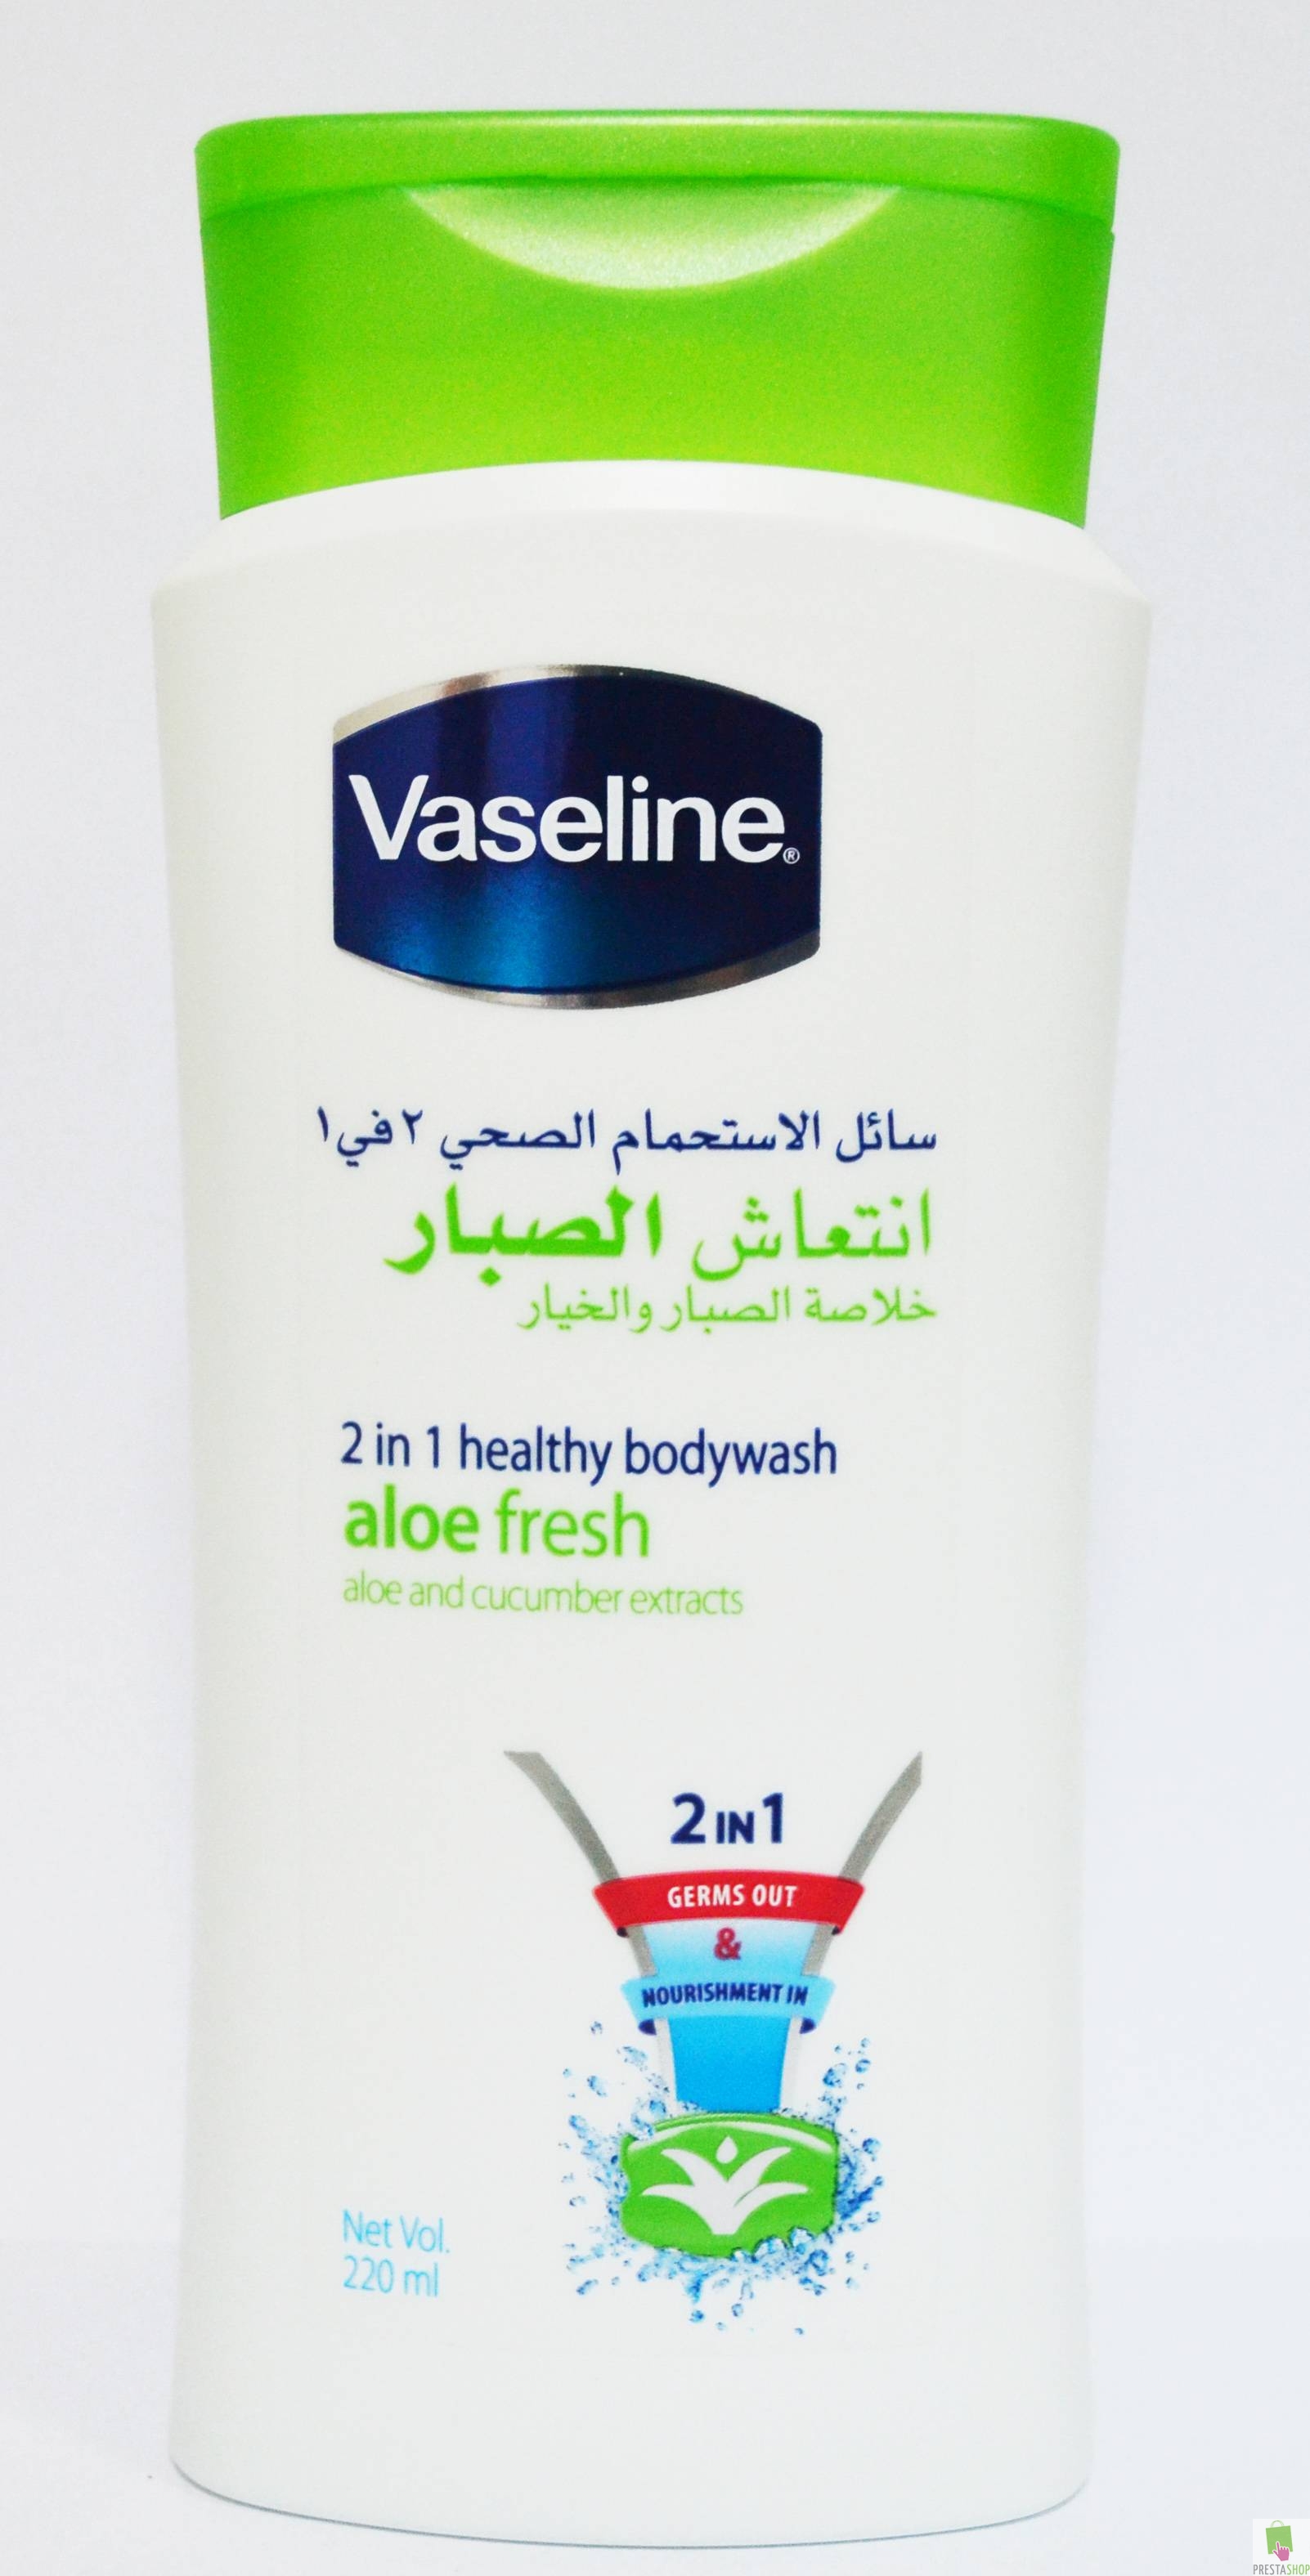 Vaseline®
سائل الاستحمام الصحي ٢ في ١
انتعاش الصبار
خلاصة الصبار والخيار
2 in 1 healthy bodywash
aloe fresh
aloe and cucumber extracts
2 IN 1
GERMS OUT
&
NOURISHMENT IN
Net Vol.
220 ml
PRESTASHOP